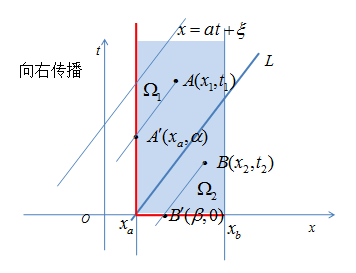 x = at + ξ
t
L
向右传播
Ω₁
A(x₁,t₁)
A′(xₐ,α)
B(x₂,t₂)
Ω₂
B′(β,0)
O
xₐ
x_b
x